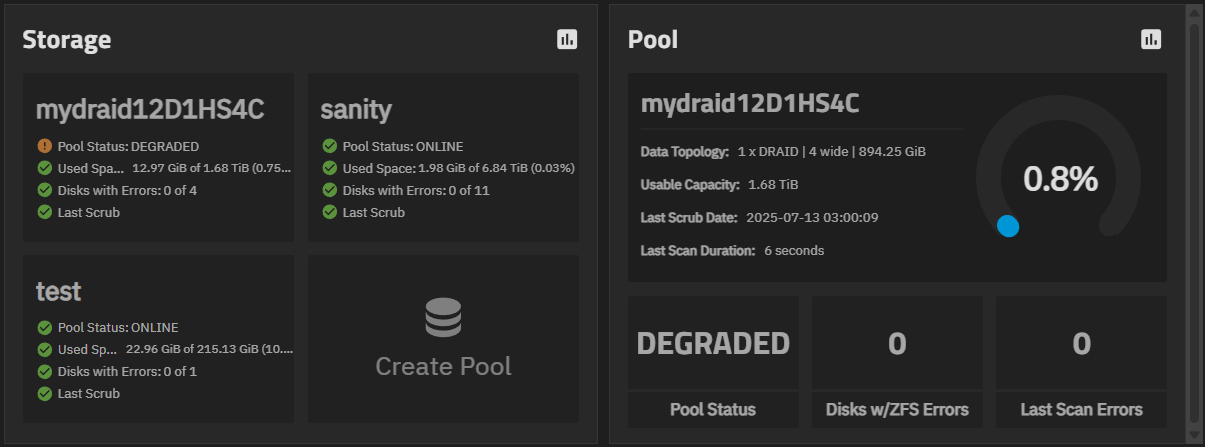 Storage
mydraid12D1HS4C
Pool Status: DEGRADED
Used Spa... 12.97 GiB of 1.68 TiB (0.75...
Disks with Errors: 0 of 4
Last Scrub
sanity
Pool Status: ONLINE
Used Space: 1.98 GiB of 6.84 TiB (0.03%)
Disks with Errors: 0 of 11
Last Scrub
test
Pool Status: ONLINE
Used Sp... 22.96 GiB of 215.13 GiB (10....
Disks with Errors: 0 of 1
Last Scrub
Create Pool
Pool
mydraid12D1HS4C
Data Topology: 1 x DRAID | 4 wide | 894.25 GiB
Usable Capacity: 1.68 TiB
Last Scrub Date: 2025-07-13 03:00:09
Last Scan Duration: 6 seconds
0.8%
DEGRADED
Pool Status
0
Disks w/ZFS Errors
0
Last Scan Errors